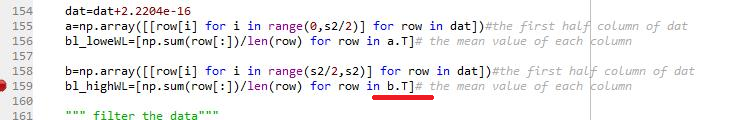 154 dat=dat+2.2204e-16
155 a=np.array([[row[i] for i in range(0,s2/2)] for row in dat])#the first half column of dat
156 bl_loweWL=[np.sum(row[:])/len(row) for row in a.T]# the mean value of each column
157
158 b=np.array([[row[i] for i in range(s2/2,s2)] for row in dat])#the first half column of dat
159 bl_highWL=[np.sum(row[:])/len(row) for row in b.T]# the mean value of each column
160
161 """ filter the data"""